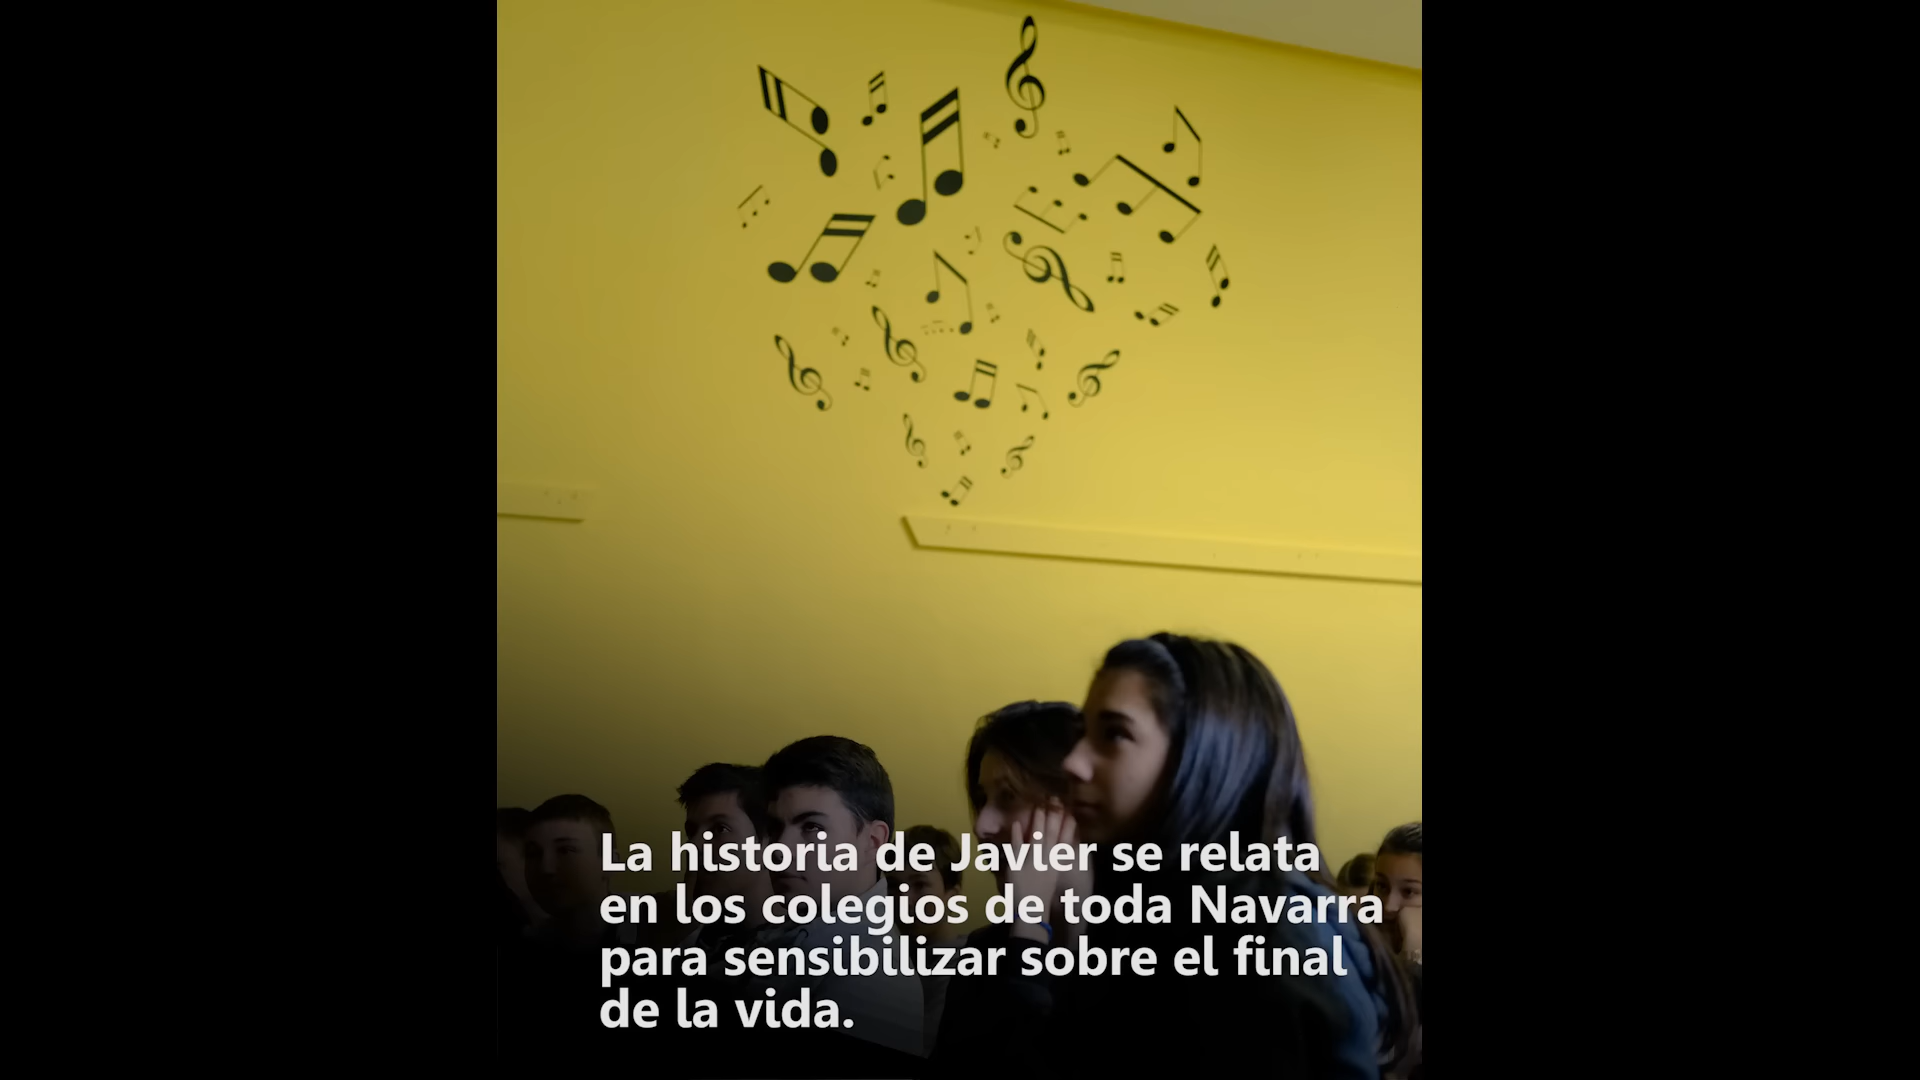 La historia de Javier se relata
en los colegios de toda Navarra
para sensibilizar sobre el final
de la vida.